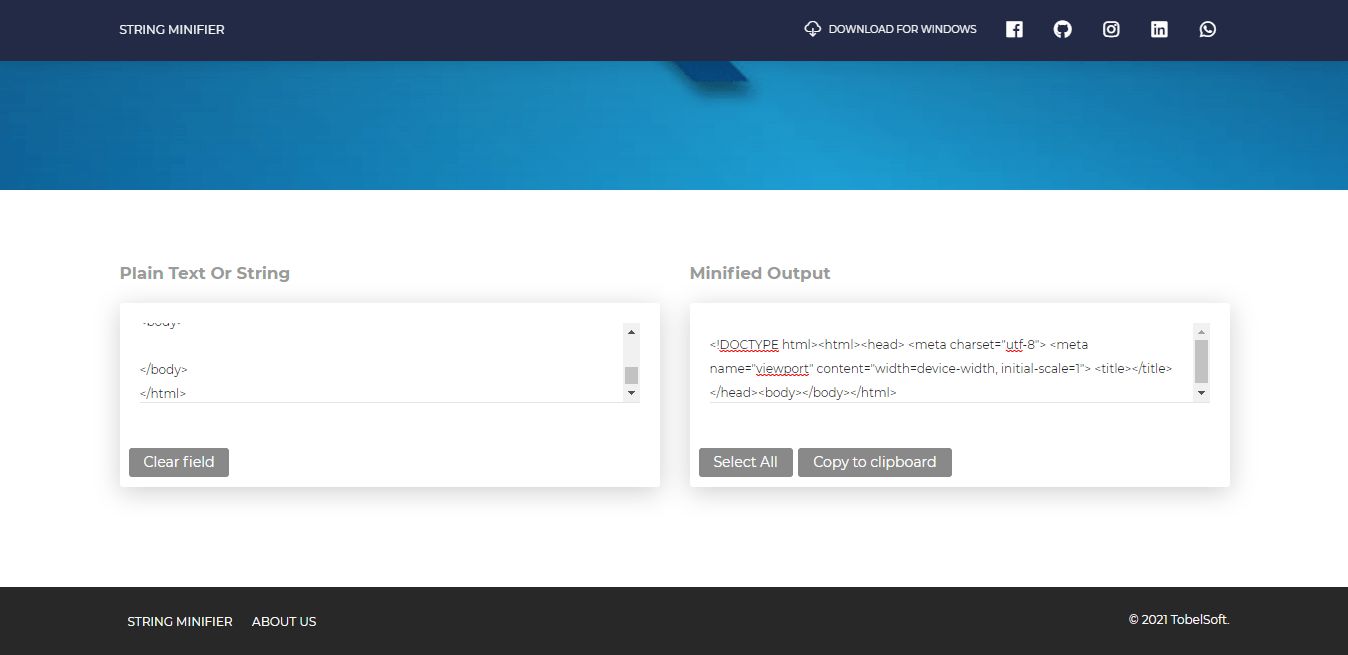 STRING MINIFIER
DOWNLOAD FOR WINDOWS
Plain Text Or String
Minified Output
<body>
</body>
</html>
<!DOCTYPE html><html><head> <meta charset="utf-8"> <meta
name="viewport" content="width=device-width, initial-scale=1"> <title></title>
</head><body></body></html>
Clear field
Select All
Copy to clipboard
STRING MINIFIER
ABOUT US
© 2021 TobelSoft.